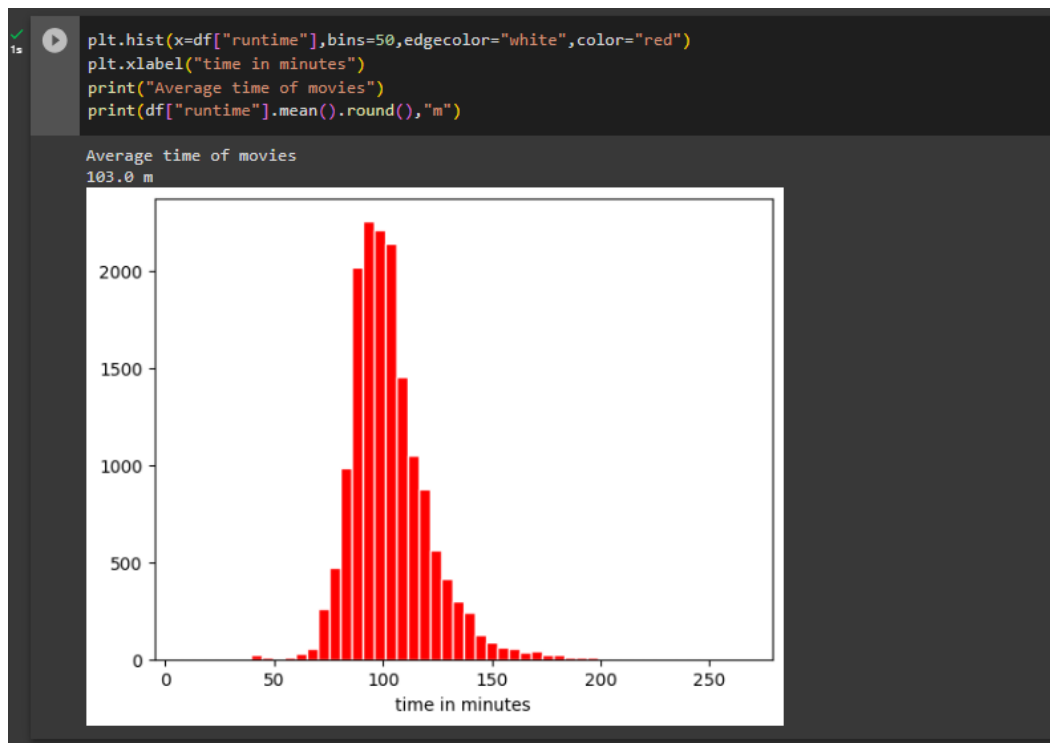 1s
plt.hist(x=df["runtime"],bins=50,edgecolor="white",color="red")
plt.xlabel("time in minutes")
print("Average time of movies")
print(df["runtime"].mean().round(),"m")
Average time of movies
103.0 m
2000
1500
1000
500
0
0 50 100 150 200 250
time in minutes